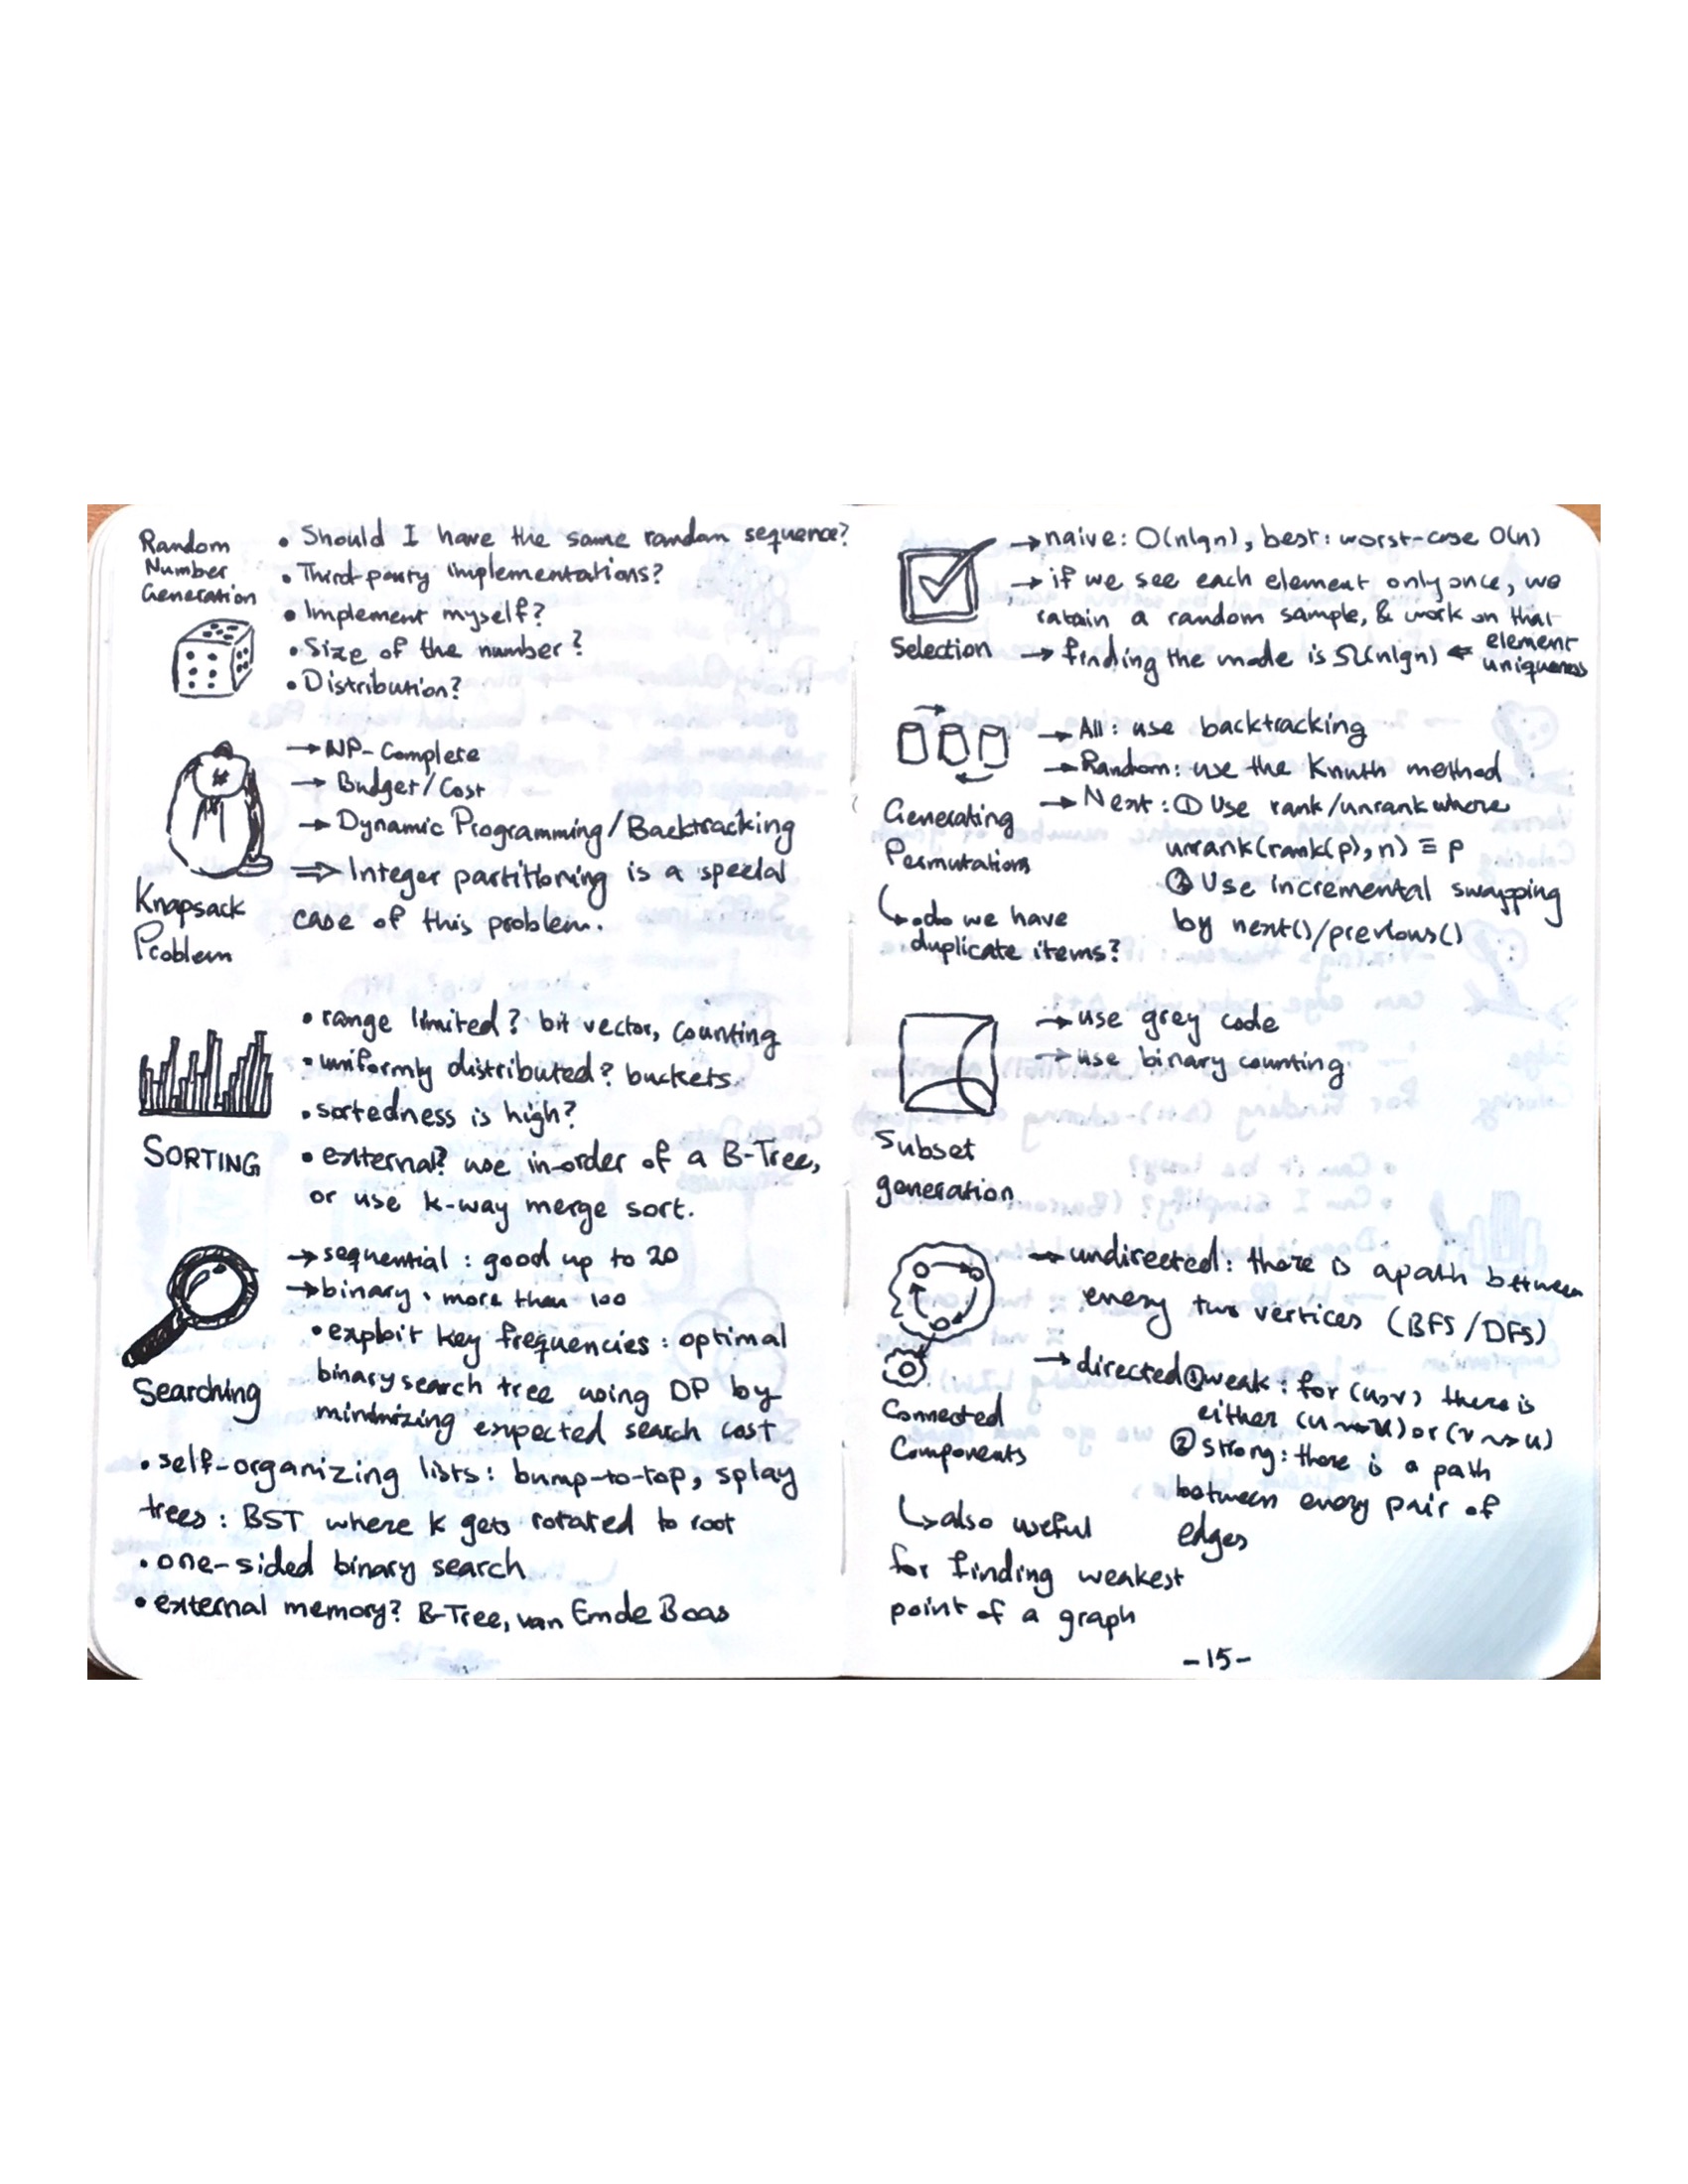 Random
Number
Generation
• Should I have the same random sequence?
• Third-party implementations?
• Implement myself?
• Size of the number?
• Distribution?
Knapsack
Problem
→ NP-Complete
→ Budget/Cost
→ Dynamic Programming/Backtracking
⇒ Integer partitioning is a special
case of this problem.
SORTING
• range limited? bit vector, counting
• uniformly distributed? buckets
• sortedness is high?
• external? use in-order of a B-Tree,
or use k-way merge sort.
Searching
→ sequential : good up to 20
→ binary : more than 100
• exploit key frequencies : optimal
binary search tree using DP by
minimizing expected search cost
• self-organizing lists : bump-to-top, splay
trees : BST where k gets rotated to root
• one-sided binary search
• external memory? B-Tree, van Emde Boas
Selection
→ naive: O(nlgn), best: worst-case O(n)
→ if we see each element only once, we
ratain a random sample, & work on that
→ finding the mode is Ω(nlgn) ⇐ element
uniqueness
Generating
Permutations
↳ do we have
duplicate items?
→ All : use backtracking
→ Random : use the Knuth method
→ Next : ① Use rank/unrank where
unrank(rank(p), n) ≡ p
② Use incremental swapping
by next()/previous()
Subset
generation
→ use grey code
→ use binary counting
Connected
Components
↳ also useful
for finding weakest
point of a graph
→ undirected : there is a path between
every two vertices (BFS/DFS)
→ directed ① weak : for (u,v) there is
either (u ⇝ v) or (v ⇝ u)
② strong : there is a path
between every pair of
edges
-15-